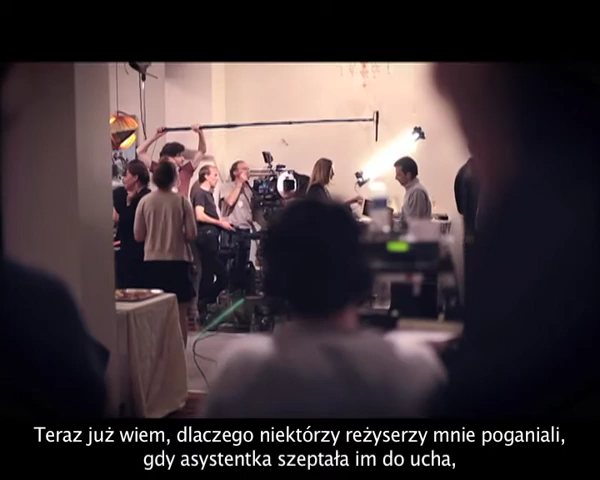 Teraz już wiem, dlaczego niektórzy reżyserzy mnie poganiali,
gdy asystentka szeptała im do ucha,